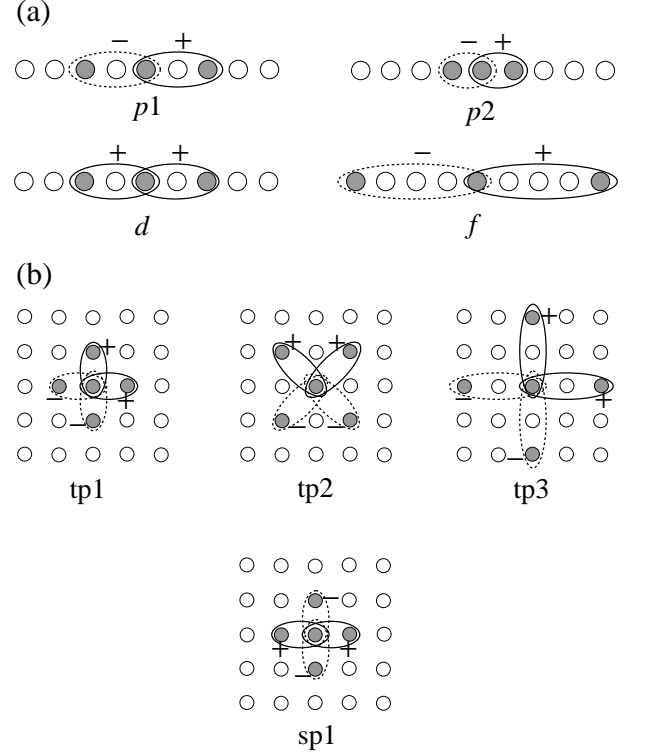 (a)
− + − +
p1 p2
+ + − +
d f
(b)
+ + + +
− + − +
− − − −
tp1 tp2 tp3
−
+ +
−
sp1